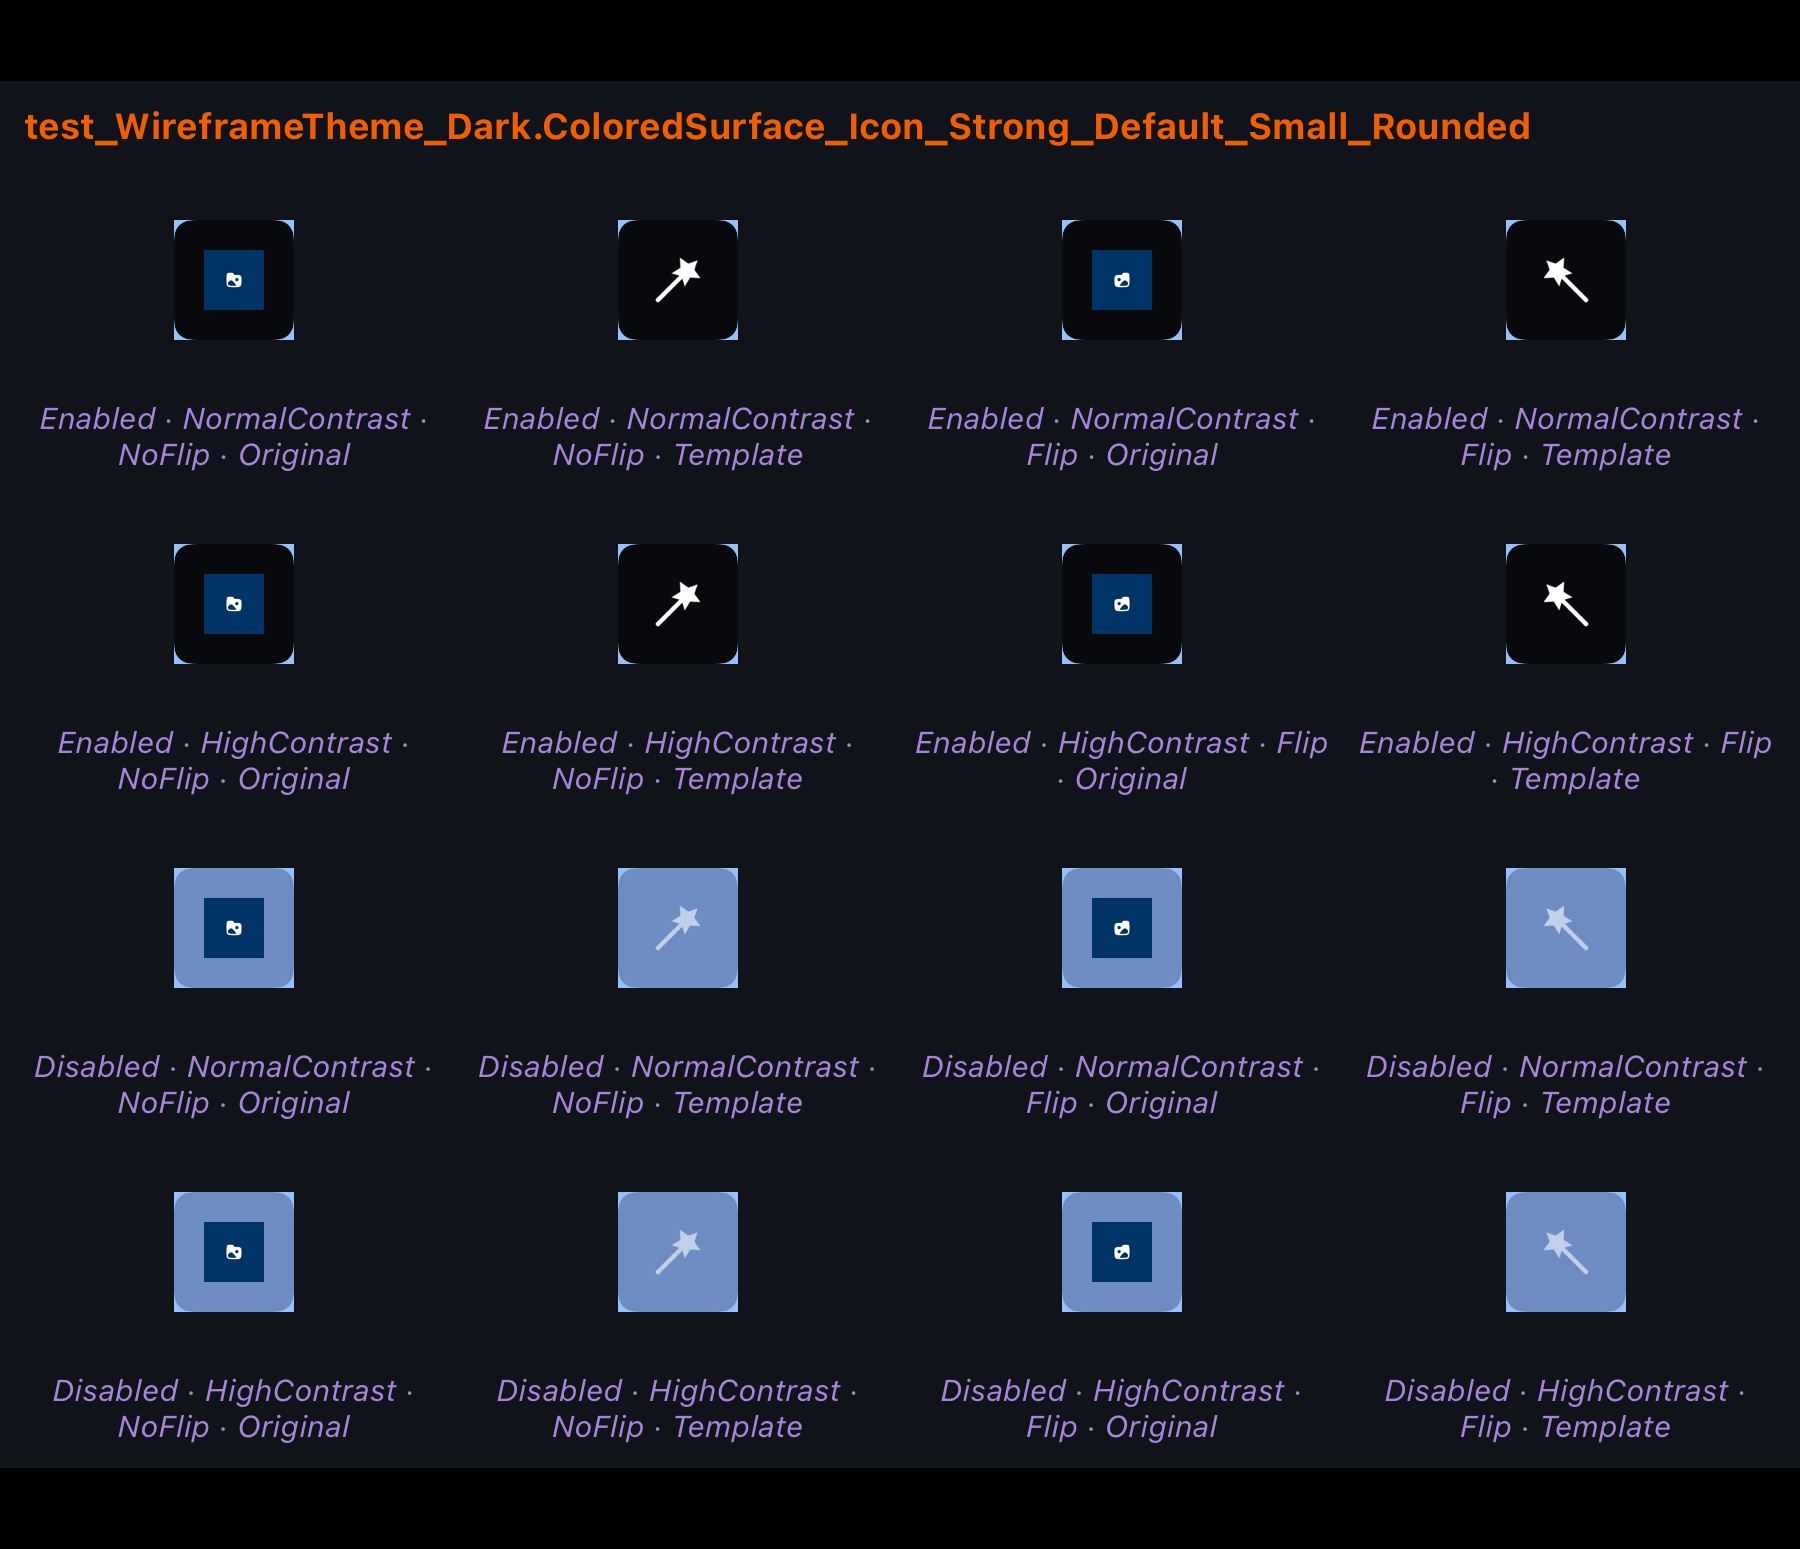 test_WireframeTheme_Dark.ColoredSurface_Icon_Strong_Default_Small_Rounded
Enabled · NormalContrast ·
NoFlip · Original
Enabled · NormalContrast ·
NoFlip · Template
Enabled · NormalContrast ·
Flip · Original
Enabled · NormalContrast ·
Flip · Template
Enabled · HighContrast ·
NoFlip · Original
Enabled · HighContrast ·
NoFlip · Template
Enabled · HighContrast · Flip
· Original
Enabled · HighContrast · Flip
· Template
Disabled · NormalContrast ·
NoFlip · Original
Disabled · NormalContrast ·
NoFlip · Template
Disabled · NormalContrast ·
Flip · Original
Disabled · NormalContrast ·
Flip · Template
Disabled · HighContrast ·
NoFlip · Original
Disabled · HighContrast ·
NoFlip · Template
Disabled · HighContrast ·
Flip · Original
Disabled · HighContrast ·
Flip · Template